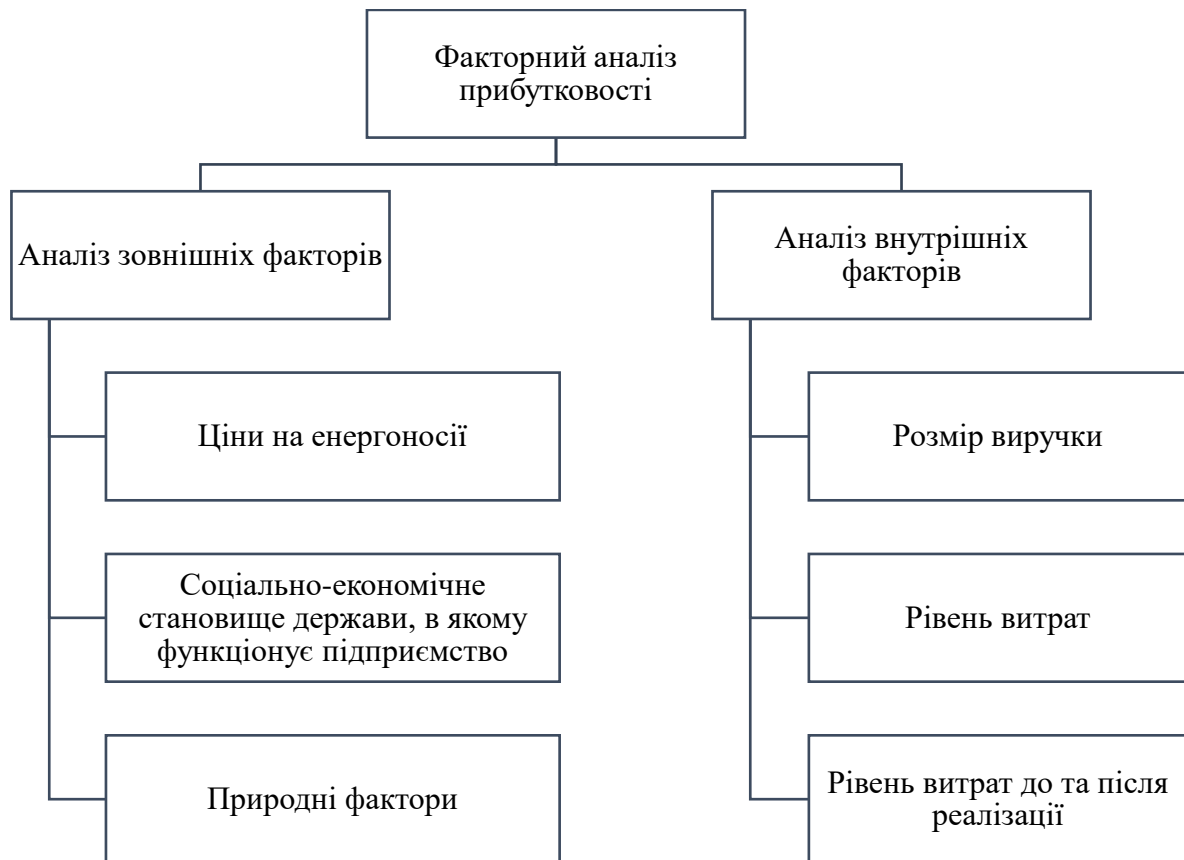 Факторний аналіз
прибутковості
Аналіз зовнішніх факторів
Аналіз внутрішніх
факторів
Ціни на енергоносії
Соціально-економічне
становище держави, в якому
функціонує підприємство
Природні фактори
Розмір виручки
Рівень витрат
Рівень витрат до та після
реалізації